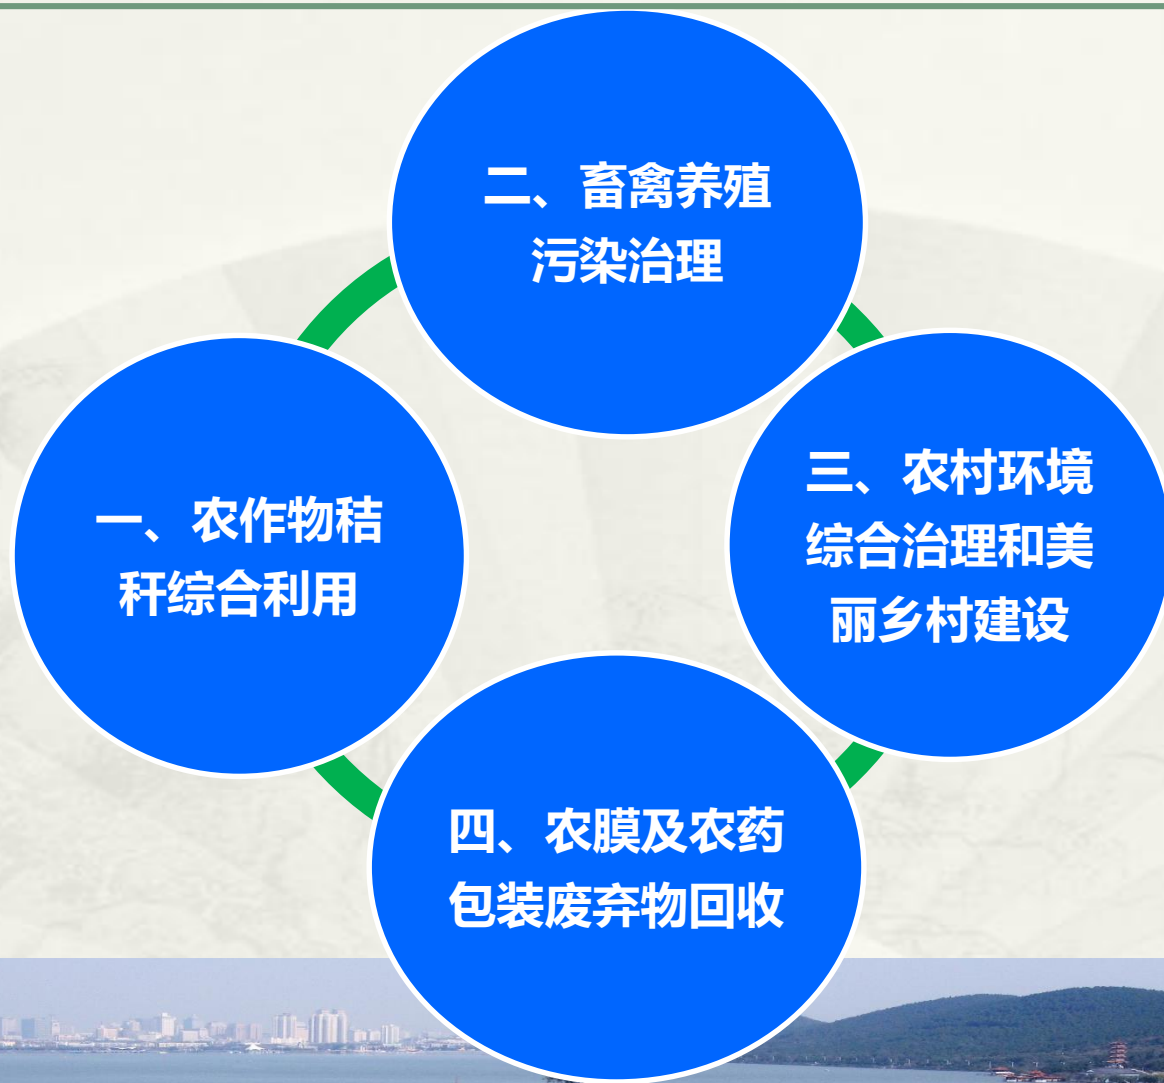 一、农作物秸
秆综合利用
二、畜禽养殖
污染治理
三、农村环境
综合治理和美
丽乡村建设
四、农膜及农药
包装废弃物回收